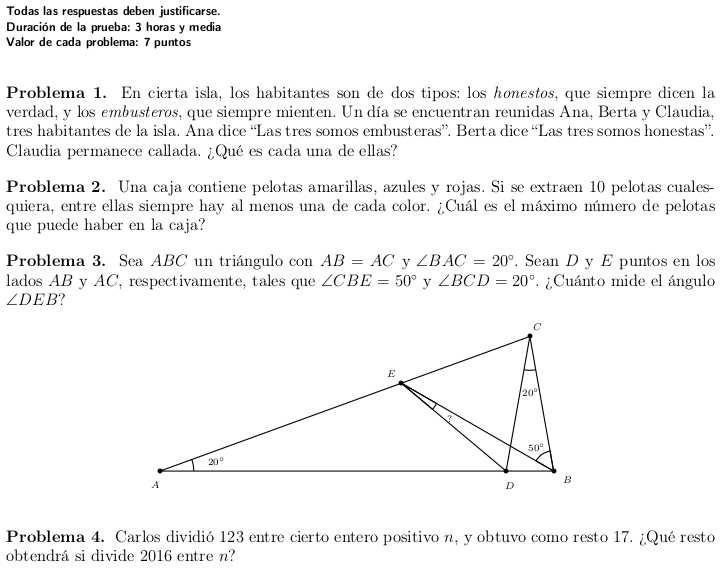 Todas las respuestas deben justificarse.
Duración de la prueba: 3 horas y media
Valor de cada problema: 7 puntos
Problema 1. En cierta isla, los habitantes son de dos tipos: los honestos, que siempre dicen la
verdad, y los embusteros, que siempre mienten. Un día se encuentran reunidas Ana, Berta y Claudia,
tres habitantes de la isla. Ana dice “Las tres somos embusteras”. Berta dice “Las tres somos honestas”.
Claudia permanece callada. ¿Qué es cada una de ellas?
Problema 2. Una caja contiene pelotas amarillas, azules y rojas. Si se extraen 10 pelotas cuales-
quiera, entre ellas siempre hay al menos una de cada color. ¿Cuál es el máximo número de pelotas
que puede haber en la caja?
Problema 3. Sea ABC un triángulo con AB = AC y ∠BAC = 20°. Sean D y E puntos en los
lados AB y AC, respectivamente, tales que ∠CBE = 50° y ∠BCD = 20°. ¿Cuánto mide el ángulo
∠DEB?
C
E
20°
?
50°
20°
A
D
B
Problema 4. Carlos dividió 123 entre cierto entero positivo n, y obtuvo como resto 17. ¿Qué resto
obtendrá si divide 2016 entre n?